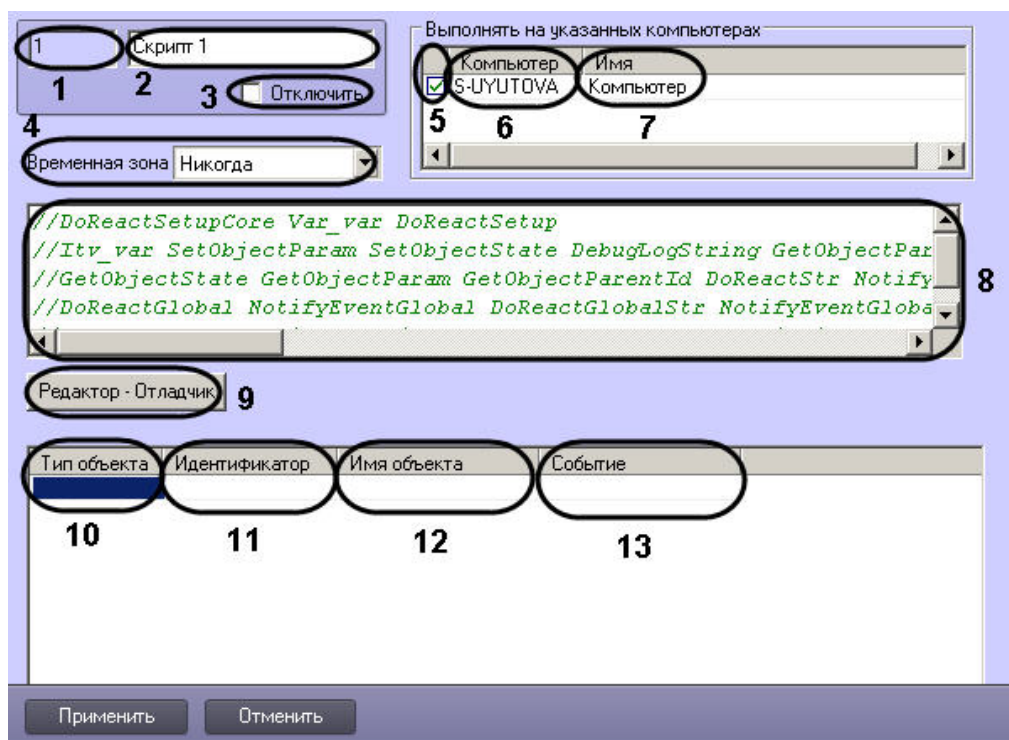 1 Скрипт 1
1 2 3 Отключить
Выполнять на указанных компьютерах
Компьютер Имя
S-UYUTOVA Компьютер
5 6 7
4
Временная зона Никогда
//DoReactSetupCore Var_var DoReactSetup
//Itv_var SetObjectParam SetObjectState DebugLogString GetObjectPar
//GetObjectState GetObjectParam GetObjectParentId DoReactStr Notify
//DoReactGlobal NotifyEventGlobal DoReactGlobalStr NotifyEventGloba
8
Редактор - Отладчик 9
Тип объекта Идентификатор Имя объекта Событие
10 11 12 13
Применить Отменить